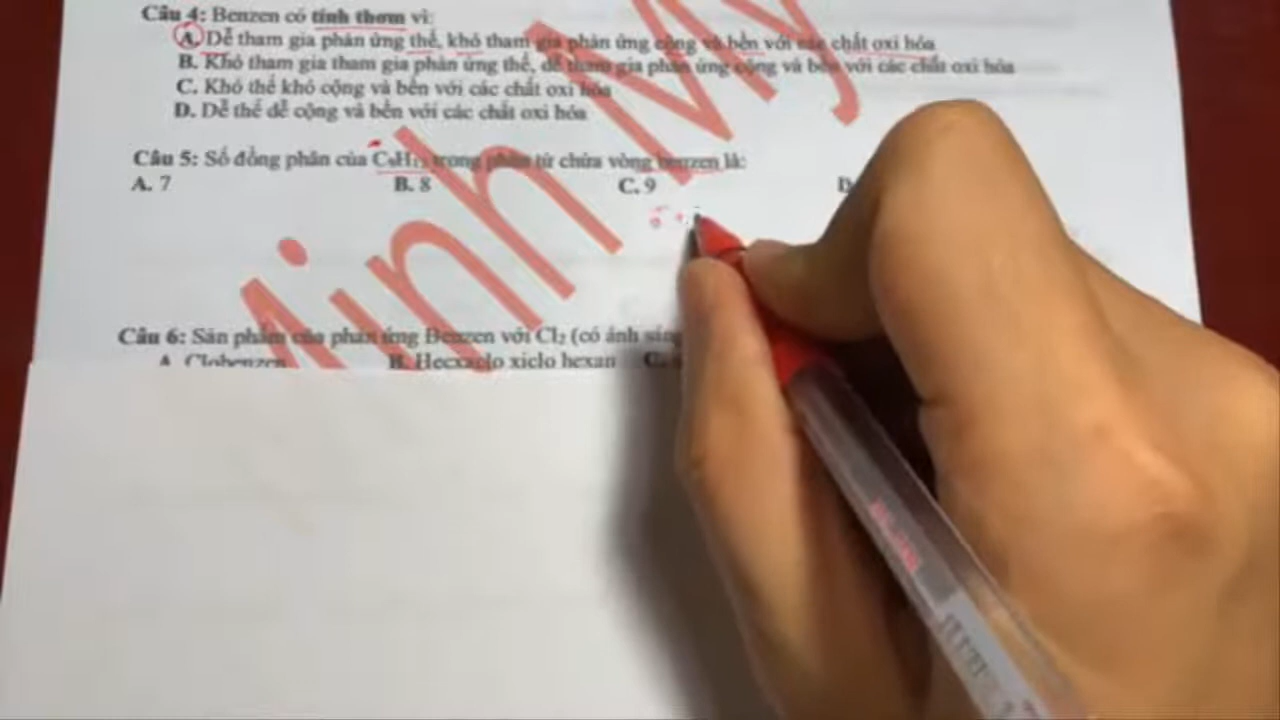 Câu 4: Benzen có tính thơm vì:
A. Dễ tham gia phản ứng thế, khó tham gia phản ứng cộng và bền với các chất oxi hóa
B. Khó tham gia tham gia phản ứng thế, dễ tham gia phản ứng cộng và bền với các chất oxi hóa
C. Khó thế khó cộng và bền với các chất oxi hóa
D. Dễ thế dễ cộng và bền với các chất oxi hóa
Câu 5: Số đồng phân của C₉H₁₂ trong phân tử chứa vòng benzen là:
A. 7 B. 8 C. 9 D
Câu 6: Sản phẩm của phản ứng Benzen với Cl₂ (có ánh sáng
A. Clobenzen B. Hecxaclo xiclo hexan C.
Minh My